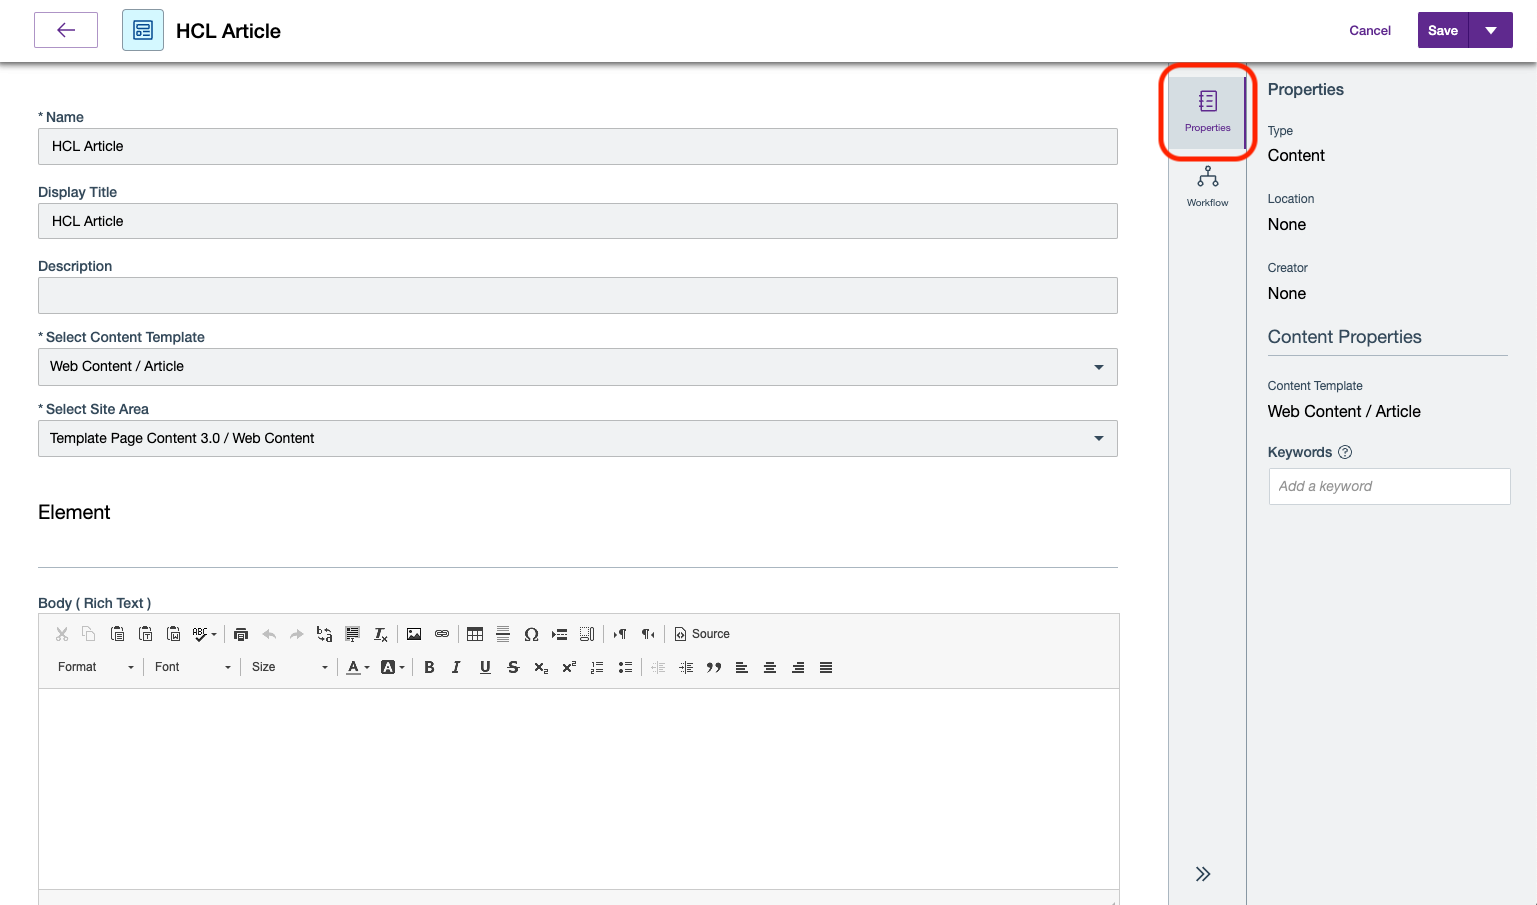 HCL Article
Cancel
Save
* Name
HCL Article
Display Title
HCL Article
Description
* Select Content Template
Web Content / Article
* Select Site Area
Template Page Content 3.0 / Web Content
Element
Body ( Rich Text )
Source
Format
Font
Size
Properties
Workflow
Properties
Type
Content
Location
None
Creator
None
Content Properties
Content Template
Web Content / Article
Keywords
Add a keyword